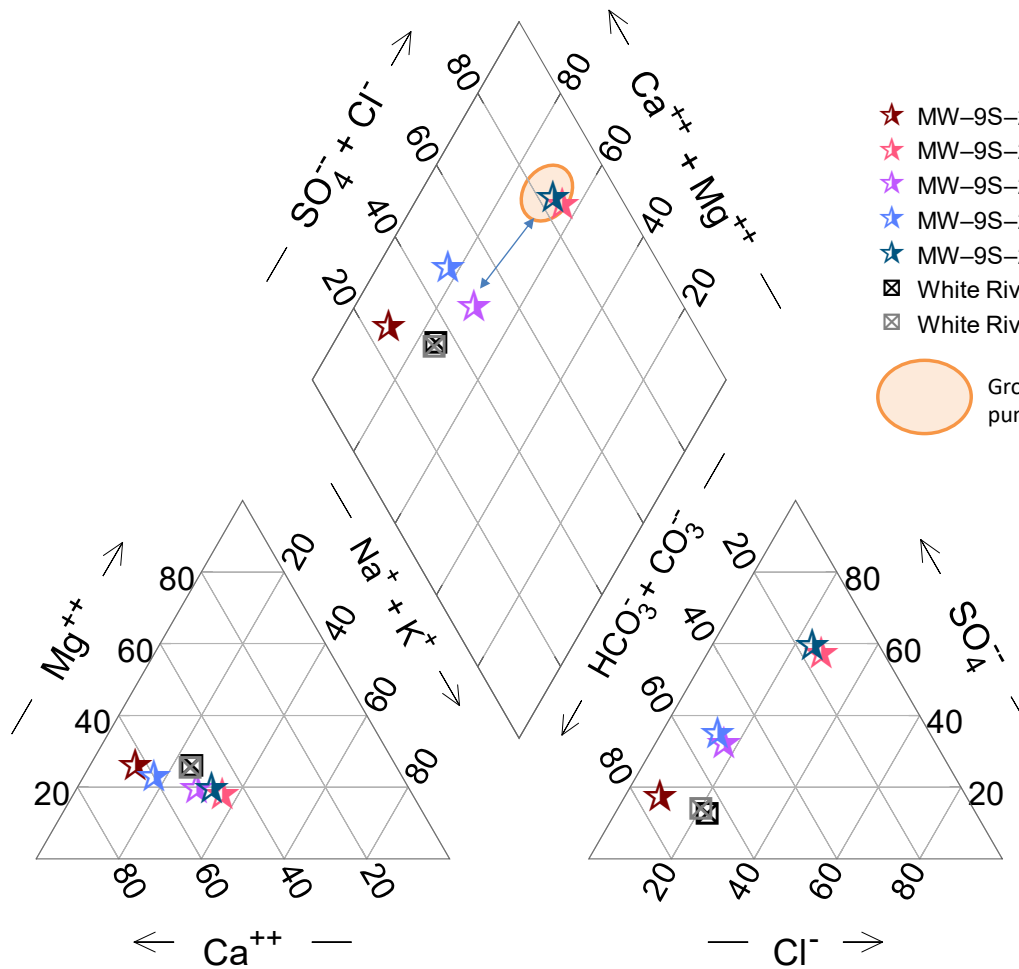 SO₄⁻⁻ + Cl⁻
Ca⁺⁺ + Mg⁺⁺
80
60
40
20
80
60
40
20
MW–9S–
MW–9S–
MW–9S–
MW–9S–
MW–9S–
White Riv
White Riv
Gro
pur
Mg⁺⁺
Na⁺ + K⁺
80
60
40
20
20
40
60
80
80
60
40
20
Ca⁺⁺
HCO₃⁻ + CO₃⁻⁻
SO₄⁻⁻
20
40
60
80
80
60
40
20
20
40
60
80
Cl⁻